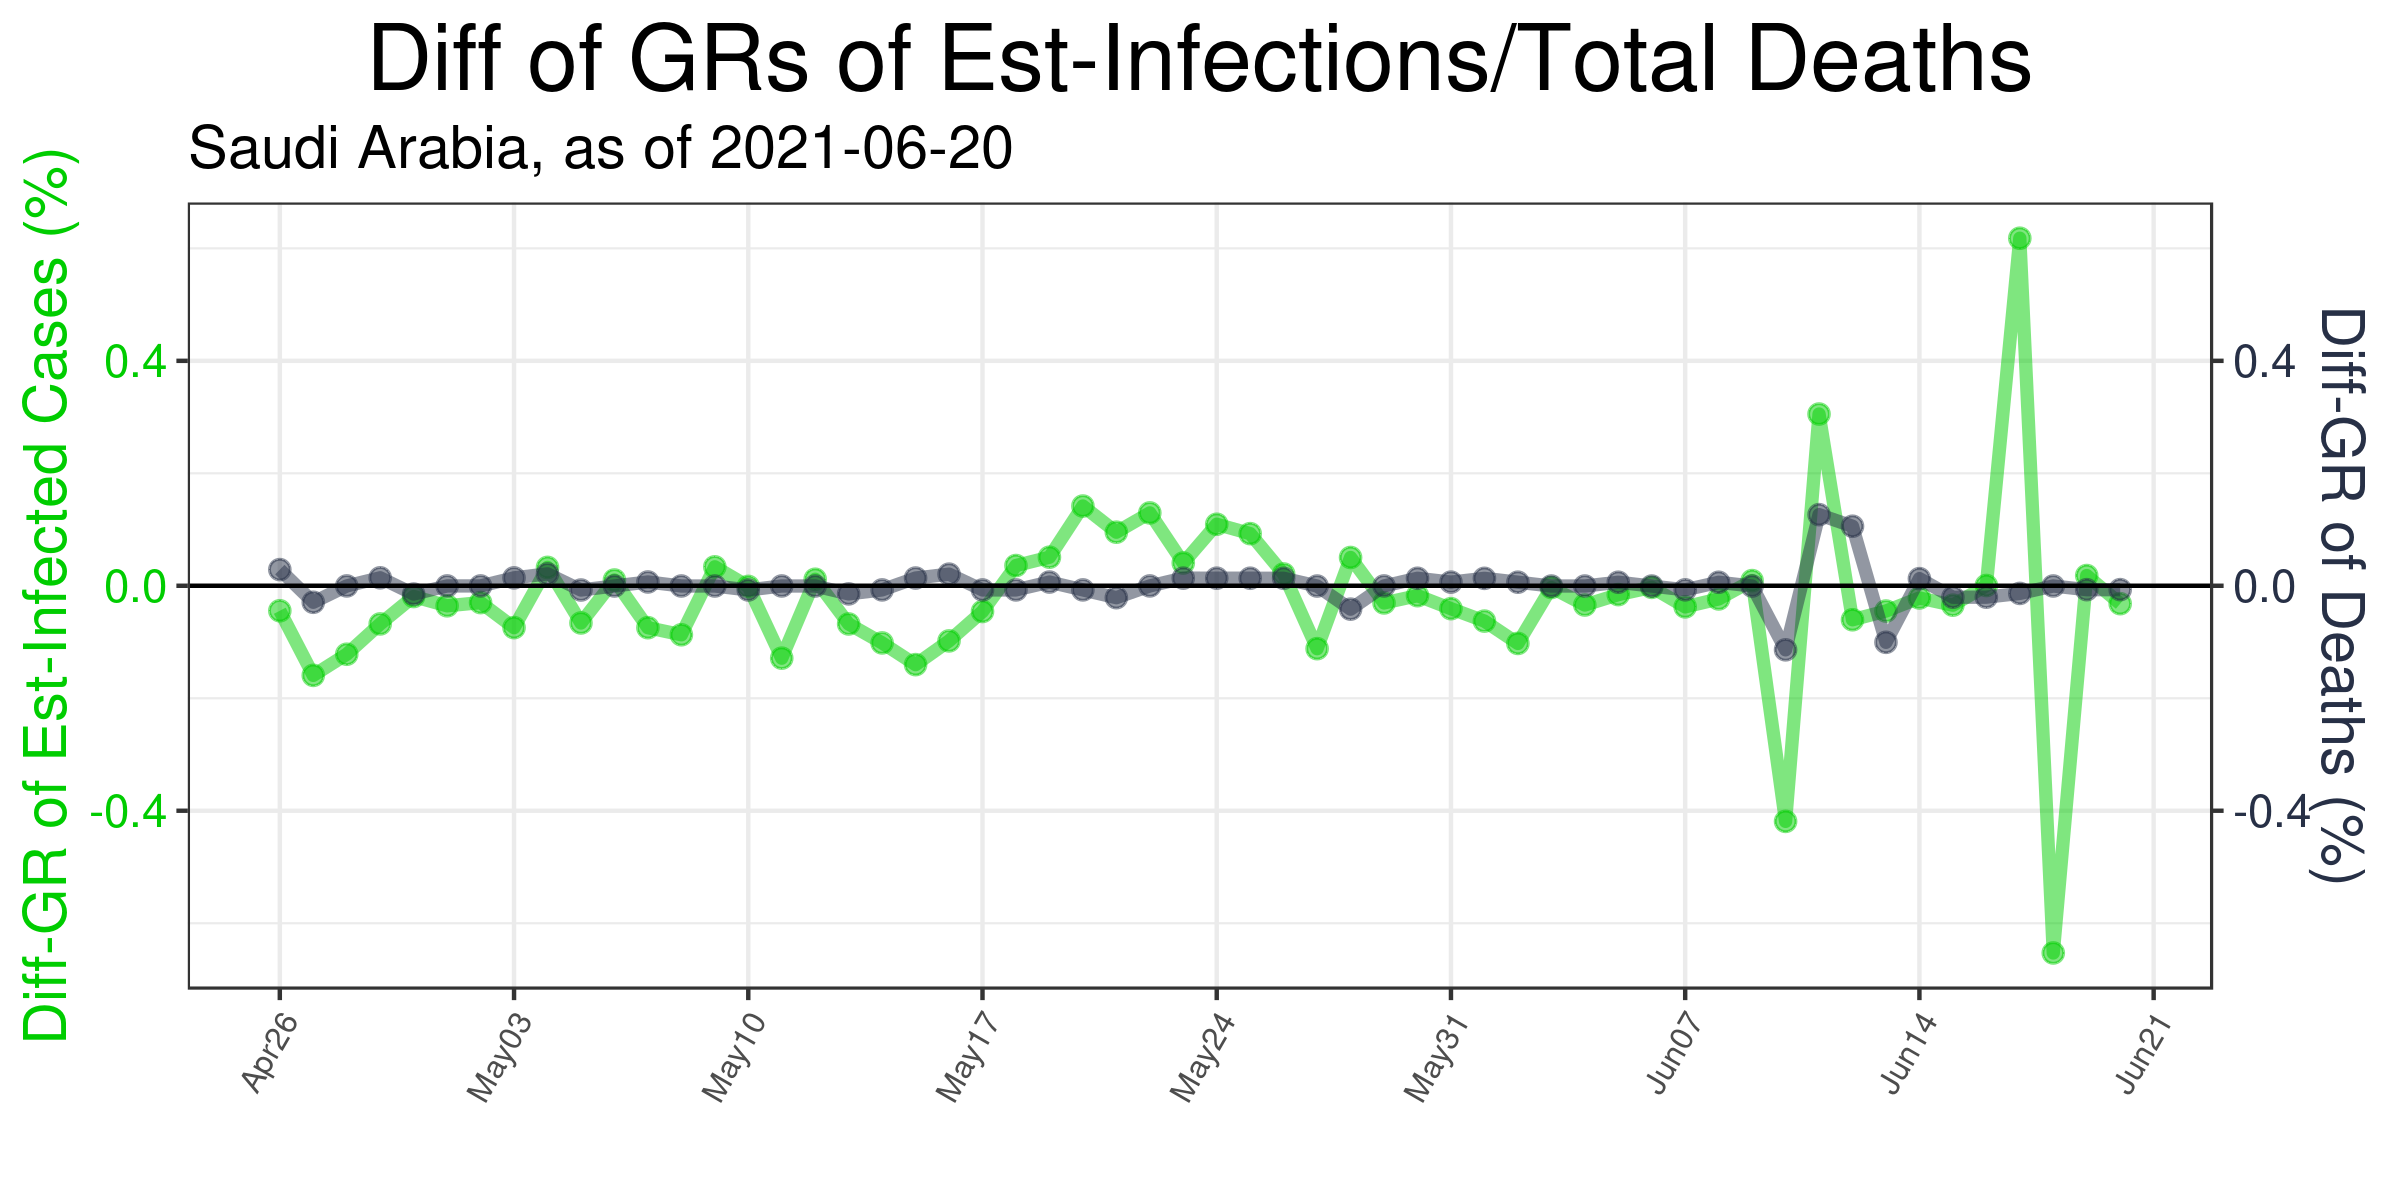 Diff of GRs of Est-Infections/Total Deaths
Saudi Arabia, as of 2021-06-20
Diff-GR of Est-Infected Cases (%)
0.4
0.0
-0.4
0.4
0.0
-0.4
Diff-GR of Deaths (%)
Apr26
May03
May10
May17
May24
May31
Jun07
Jun14
Jun21